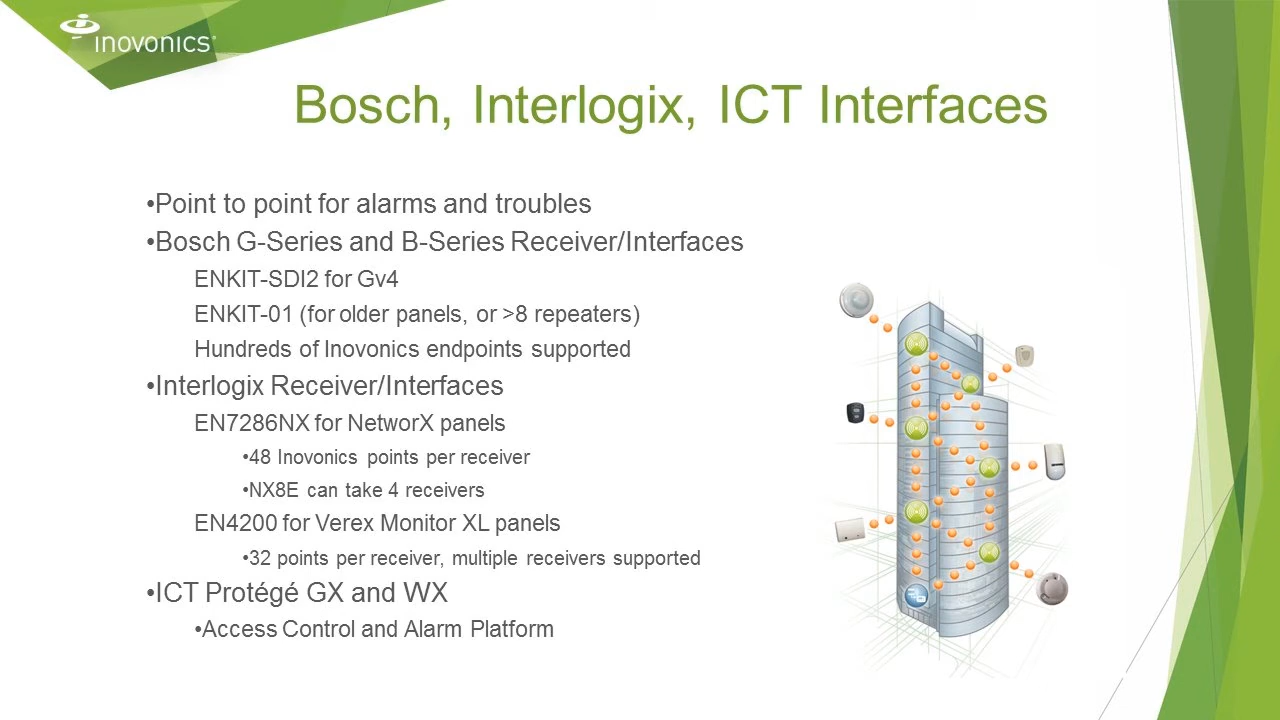 inovonics
Bosch, Interlogix, ICT Interfaces
•Point to point for alarms and troubles
•Bosch G-Series and B-Series Receiver/Interfaces
ENKIT-SDI2 for Gv4
ENKIT-01 (for older panels, or >8 repeaters)
Hundreds of Inovonics endpoints supported
•Interlogix Receiver/Interfaces
EN7286NX for NetworX panels
•48 Inovonics points per receiver
•NX8E can take 4 receivers
EN4200 for Verex Monitor XL panels
•32 points per receiver, multiple receivers supported
•ICT Protégé GX and WX
•Access Control and Alarm Platform